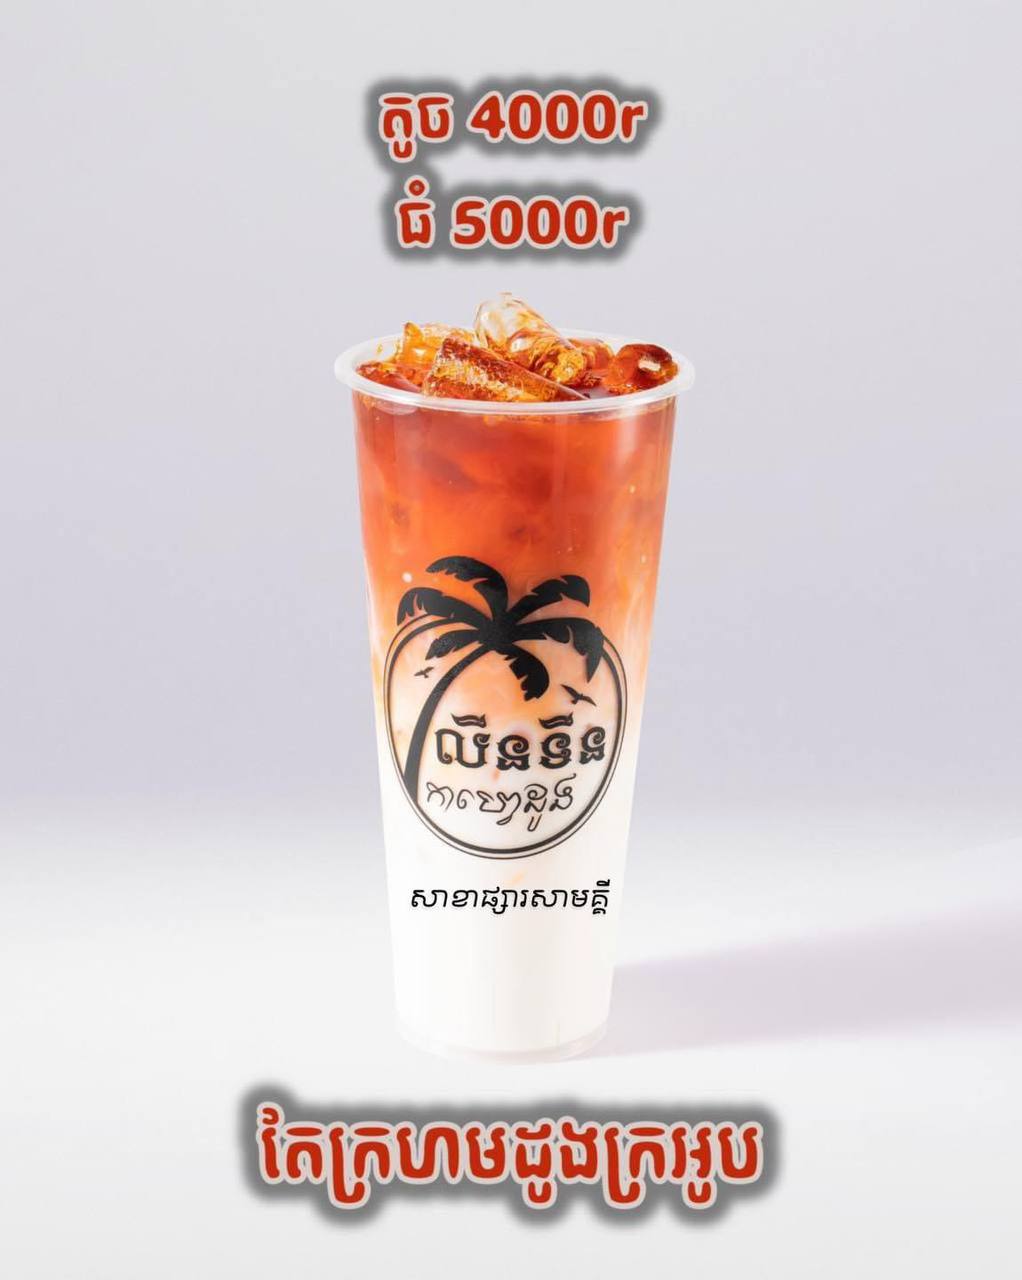 តូច 4000r
ធំ 5000r
លីនទីន
កាហ្វេដូង
សាខាផ្សារសាមគ្គី
តែក្រហមដូងក្រអូប